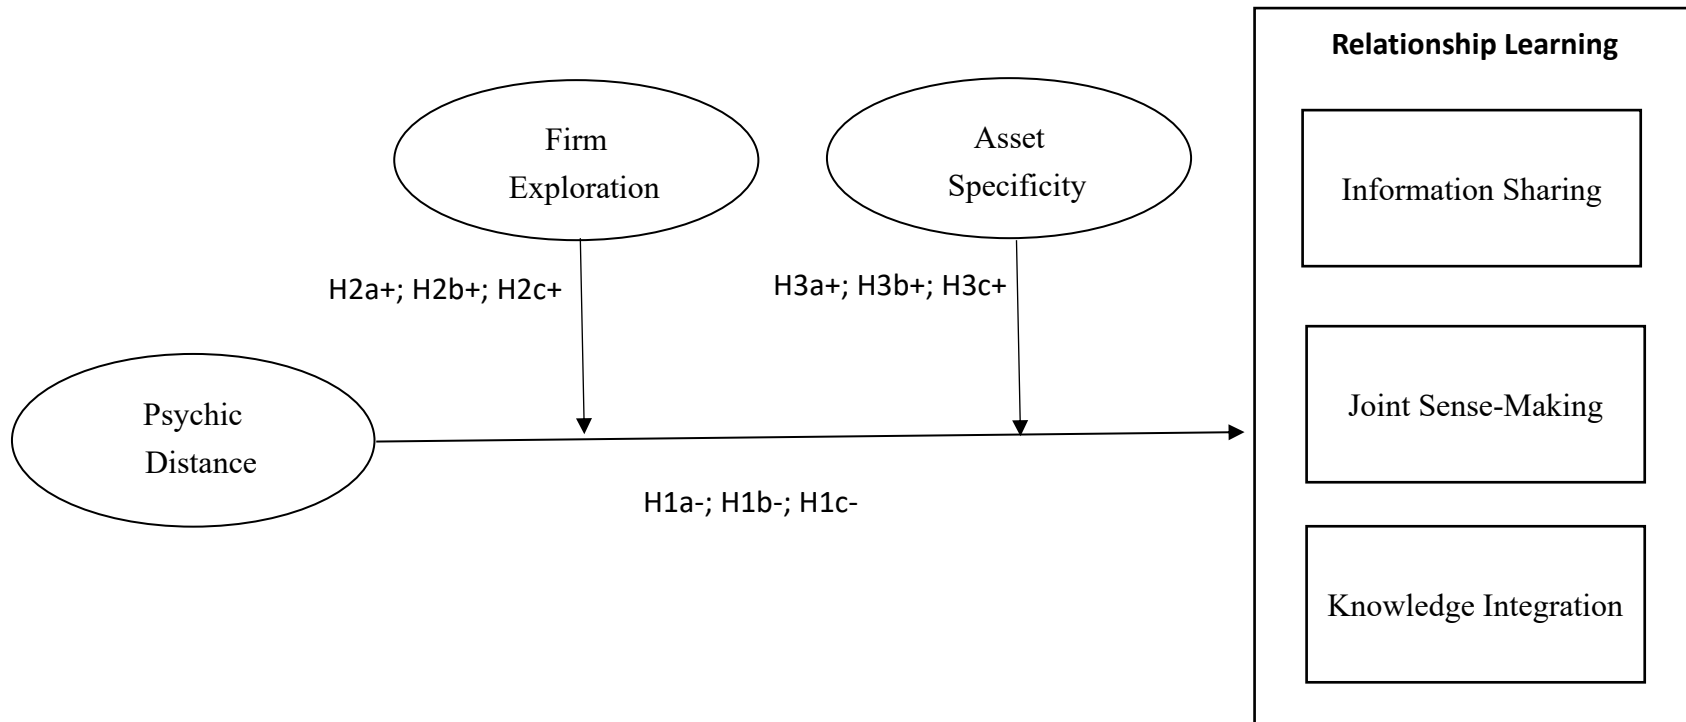 Relationship Learning
Firm
Exploration
Asset
Specificity
Information Sharing
H2a+; H2b+; H2c+
H3a+; H3b+; H3c+
Psychic
Distance
Joint Sense-Making
H1a-; H1b-; H1c-
Knowledge Integration